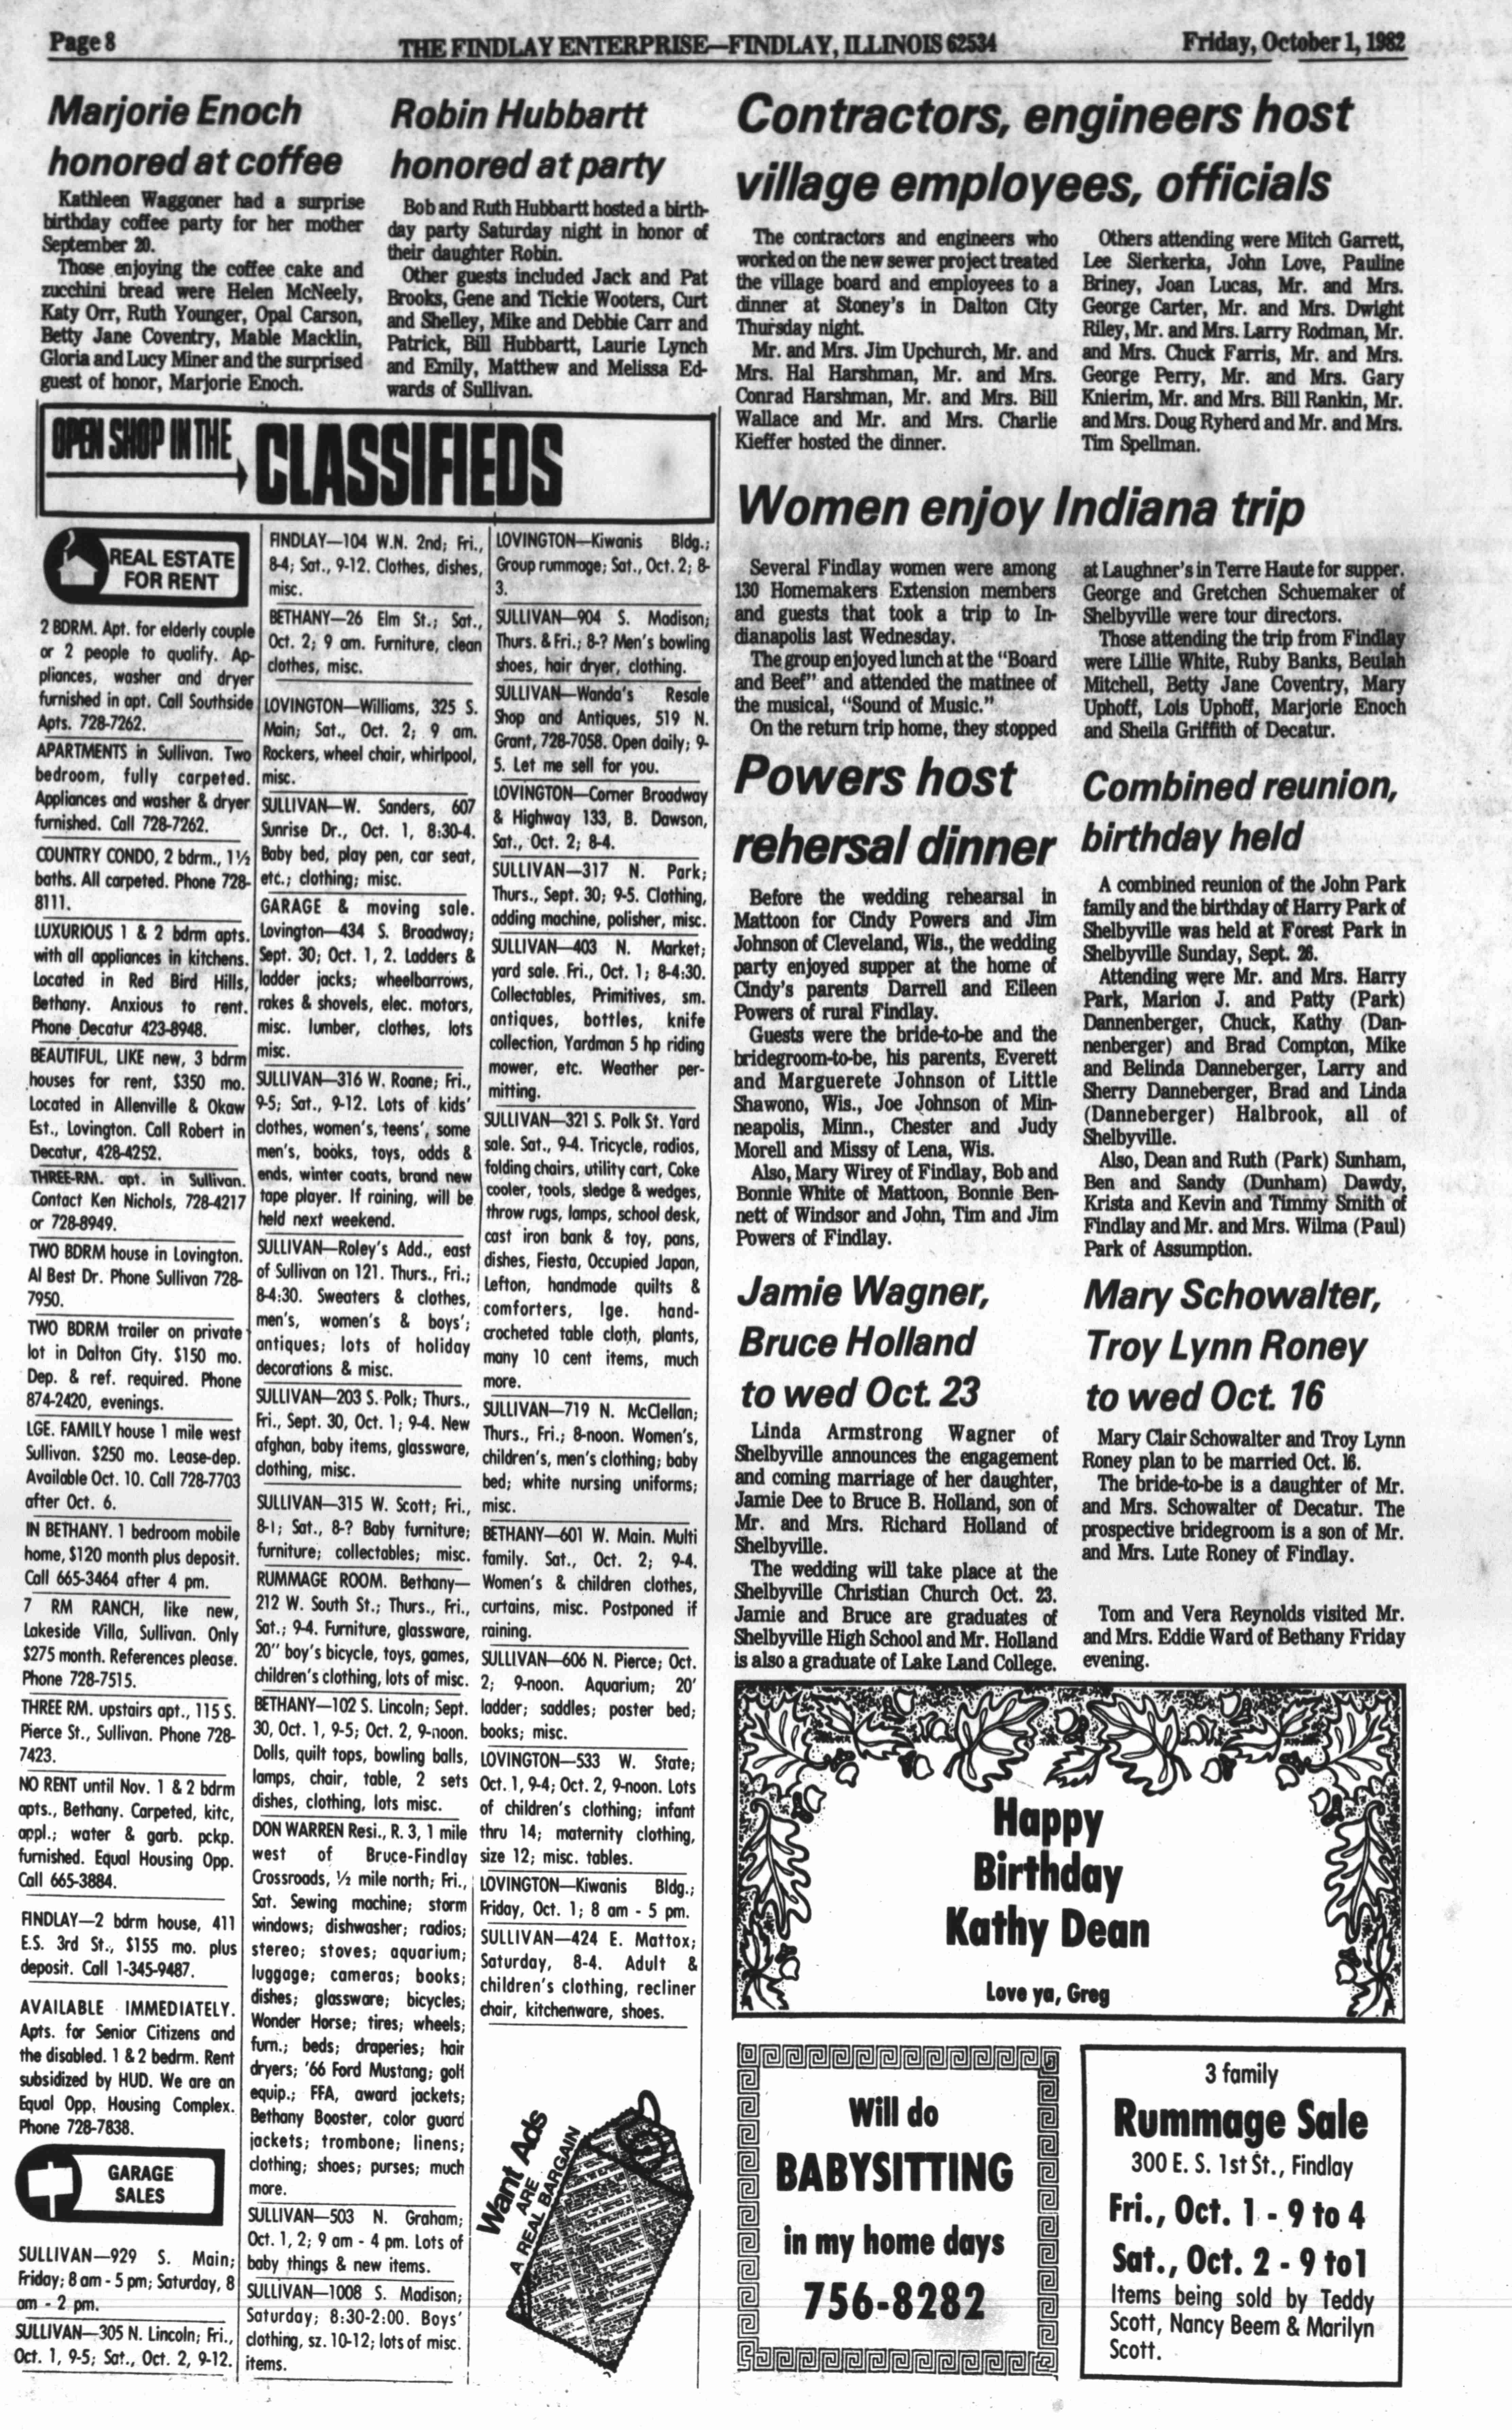 Page 8
THE FINDLAY ENTERPRISE—FINDLAY, ILLINOIS 62534
Friday, October 1, 1982
Marjorie Enoch
honored at coffee
Kathleen Waggoner had a surprise
birthday coffee party for her mother
September 20.
Those enjoying the coffee cake and
zucchini bread were Helen McNeely,
Katy Orr, Ruth Younger, Opal Carson,
Betty Jane Coventry, Mable Macklin,
Gloria and Lucy Miner and the surprised
guest of honor, Marjorie Enoch.
Robin Hubbartt
honored at party
Bob and Ruth Hubbartt hosted a birth-
day party Saturday night in honor of
their daughter Robin.
Other guests included Jack and Pat
Brooks, Gene and Tickie Wooters, Curt
and Shelley, Mike and Debbie Carr and
Patrick, Bill Hubbartt, Laurie Lynch
and Emily, Matthew and Melissa Ed-
wards of Sullivan.
Contractors, engineers host
village employees, officials
The contractors and engineers who
worked on the new sewer project treated
the village board and employees to a
dinner at Stoney's in Dalton City
Thursday night.
Mr. and Mrs. Jim Upchurch, Mr. and
Mrs. Hal Harshman, Mr. and Mrs.
Conrad Harshman, Mr. and Mrs. Bill
Wallace and Mr. and Mrs. Charlie
Kieffer hosted the dinner.
Others attending were Mitch Garrett,
Lee Sierkerka, John Love, Pauline
Briney, Joan Lucas, Mr. and Mrs.
George Carter, Mr. and Mrs. Dwight
Riley, Mr. and Mrs. Larry Rodman, Mr.
and Mrs. Chuck Farris, Mr. and Mrs.
George Perry, Mr. and Mrs. Gary
Knierim, Mr. and Mrs. Bill Rankin, Mr.
and Mrs. Doug Ryherd and Mr. and Mrs.
Tim Spellman.
OPEN SHOP IN THE
CLASSIFIEDS
REAL ESTATE
FOR RENT
2 BDRM. Apt. for elderly couple
or 2 people to qualify. Ap-
pliances, washer and dryer
furnished in apt. Call Southside
Apts. 728-7262.
APARTMENTS in Sullivan. Two
bedroom, fully carpeted.
Appliances and washer & dryer
furnished. Call 728-7262.
COUNTRY CONDO, 2 bdrm., 1½
baths. All carpeted. Phone 728-
8111.
LUXURIOUS 1 & 2 bdrm apts.
with all appliances in kitchens.
Located in Red Bird Hills,
Bethany. Anxious to rent.
Phone Decatur 423-8948.
BEAUTIFUL, LIKE new, 3 bdrm
houses for rent, $350 mo.
Located in Allenville & Okaw
Est., Lovington. Call Robert in
Decatur, 428-4252.
THREE-RM. apt. in Sullivan.
Contact Ken Nichols, 728-4217
or 728-8949.
TWO BDRM house in Lovington.
Al Best Dr. Phone Sullivan 728-
7950.
TWO BDRM trailer on private
lot in Dalton City. $150 mo.
Dep. & ref. required. Phone
874-2420, evenings.
LGE. FAMILY house 1 mile west
Sullivan. $250 mo. Lease-dep.
Available Oct. 10. Call 728-7703
after Oct. 6.
IN BETHANY. 1 bedroom mobile
home, $120 month plus deposit.
Call 665-3464 after 4 pm.
7 RM RANCH, like new,
Lakeside Villa, Sullivan. Only
$275 month. References please.
Phone 728-7515.
THREE RM. upstairs apt., 115 S.
Pierce St., Sullivan. Phone 728-
7423.
NO RENT until Nov. 1 & 2 bdrm
apts., Bethany. Carpeted, kitc,
appl.; water & garb. pckp.
furnished. Equal Housing Opp.
Call 665-3884.
FINDLAY—2 bdrm house, 411
E.S. 3rd St., $155 mo. plus
deposit. Call 1-345-9487.
AVAILABLE IMMEDIATELY.
Apts. for Senior Citizens and
the disabled. 1 & 2 bedrm. Rent
subsidized by HUD. We are an
Equal Opp. Housing Complex.
Phone 728-7838.
GARAGE
SALES
SULLIVAN—929 S. Main;
Friday; 8 am - 5 pm; Saturday, 8
am - 2 pm.
SULLIVAN—305 N. Lincoln; Fri.,
Oct. 1, 9-5; Sat., Oct. 2, 9-12.
FINDLAY—104 W.N. 2nd; Fri.,
8-4; Sat., 9-12. Clothes, dishes,
misc.
BETHANY—26 Elm St.; Sat.,
Oct. 2; 9 am. Furniture, clean
clothes, misc.
LOVINGTON—Williams, 325 S.
Main; Sat., Oct. 2; 9 am.
Rockers, wheel chair, whirlpool,
misc.
SULLIVAN—W. Sanders, 607
Sunrise Dr., Oct. 1, 8:30-4.
Baby bed, play pen, car seat,
etc.; clothing; misc.
GARAGE & moving sale.
Lovington—434 S. Broadway;
Sept. 30; Oct. 1, 2. Ladders &
ladder jacks; wheelbarrows,
rakes & shovels, elec. motors,
misc. lumber, clothes, lots
misc.
SULLIVAN—316 W. Roane; Fri.,
9-5; Sat., 9-12. Lots of kids'
clothes, women's, teens', some
men's, books, toys, odds &
ends, winter coats, brand new
tape player. If raining, will be
held next weekend.
SULLIVAN—Roley's Add., east
of Sullivan on 121. Thurs., Fri.;
8-4:30. Sweaters & clothes,
men's, women's & boys';
antiques; lots of holiday
decorations & misc.
SULLIVAN—203 S. Polk; Thurs.,
Fri., Sept. 30, Oct. 1; 9-4. New
afghan, baby items, glassware,
clothing, misc.
SULLIVAN—315 W. Scott; Fri.,
8-1; Sat., 8-? Baby furniture;
furniture; collectables; misc.
RUMMAGE ROOM. Bethany—
212 W. South St.; Thurs., Fri.,
Sat.; 9-4. Furniture, glassware,
20" boy's bicycle, toys, games,
children's clothing, lots of misc.
BETHANY—102 S. Lincoln; Sept.
30, Oct. 1, 9-5; Oct. 2, 9-noon.
Dolls, quilt tops, bowling balls,
lamps, chair, table, 2 sets
dishes, clothing, lots misc.
DON WARREN Resi., R. 3, 1 mile
west of Bruce-Findlay
Crossroads, ½ mile north; Fri.,
Sat. Sewing machine; storm
windows; dishwasher; radios;
stereo; stoves; aquarium;
luggage; cameras; books;
dishes; glassware; bicycles;
Wonder Horse; tires; wheels;
furn.; beds; draperies; hair
dryers; '66 Ford Mustang; golf
equip.; FFA, award jackets;
Bethany Booster, color guard
jackets; trombone; linens;
clothing; shoes; purses; much
more.
SULLIVAN—503 N. Graham;
Oct. 1, 2; 9 am - 4 pm. Lots of
baby things & new items.
SULLIVAN—1008 S. Madison;
Saturday; 8:30-2:00. Boys'
clothing, sz. 10-12; lots of misc.
items.
LOVINGTON—Kiwanis Bldg.;
Group rummage; Sat., Oct. 2; 8-
3.
SULLIVAN—904 S. Madison;
Thurs. & Fri.; 8-? Men's bowling
shoes, hair dryer, clothing.
SULLIVAN—Wanda's Resale
Shop and Antiques, 519 N.
Grant, 728-7058. Open daily; 9-
5. Let me sell for you.
LOVINGTON—Corner Broadway
& Highway 133, B. Dawson,
Sat., Oct. 2; 8-4.
SULLIVAN—317 N. Park;
Thurs., Sept. 30; 9-5. Clothing,
adding machine, polisher, misc.
SULLIVAN—403 N. Market;
yard sale. Fri., Oct. 1; 8-4:30.
Collectables, Primitives, sm.
antiques, bottles, knife
collection, Yardman 5 hp riding
mower, etc. Weather per-
mitting.
SULLIVAN—321 S. Polk St. Yard
sale. Sat., 9-4. Tricycle, radios,
folding chairs, utility cart, Coke
cooler, tools, sledge & wedges,
throw rugs, lamps, school desk,
cast iron bank & toy, pans,
dishes, Fiesta, Occupied Japan,
Lefton, handmade quilts &
comforters, lge. hand-
crocheted table cloth, plants,
many 10 cent items, much
more.
SULLIVAN—719 N. McClellan;
Thurs., Fri.; 8-noon. Women's,
children's, men's clothing; baby
bed; white nursing uniforms;
misc.
BETHANY—601 W. Main. Multi
family. Sat., Oct. 2; 9-4.
Women's & children clothes,
curtains, misc. Postponed if
raining.
SULLIVAN—606 N. Pierce; Oct.
2; 9-noon. Aquarium; 20'
ladder; saddles; poster bed;
books; misc.
LOVINGTON—533 W. State;
Oct. 1, 9-4; Oct. 2, 9-noon. Lots
of children's clothing; infant
thru 14; maternity clothing,
size 12; misc. tables.
LOVINGTON—Kiwanis Bldg.;
Friday, Oct. 1; 8 am - 5 pm.
SULLIVAN—424 E. Mattox;
Saturday, 8-4. Adult &
children's clothing, recliner
chair, kitchenware, shoes.
Want Ads
ARE
A REAL BARGAIN
Women enjoy Indiana trip
Several Findlay women were among
130 Homemakers Extension members
and guests that took a trip to In-
dianapolis last Wednesday.
The group enjoyed lunch at the "Board
and Beef" and attended the matinee of
the musical, "Sound of Music."
On the return trip home, they stopped
at Laughner's in Terre Haute for supper.
George and Gretchen Schuemaker of
Shelbyville were tour directors.
Those attending the trip from Findlay
were Lillie White, Ruby Banks, Beulah
Mitchell, Betty Jane Coventry, Mary
Uphoff, Lois Uphoff, Marjorie Enoch
and Sheila Griffith of Decatur.
Powers host
rehersal dinner
Before the wedding rehearsal in
Mattoon for Cindy Powers and Jim
Johnson of Cleveland, Wis., the wedding
party enjoyed supper at the home of
Cindy's parents Darrell and Eileen
Powers of rural Findlay.
Guests were the bride-to-be and the
bridegroom-to-be, his parents, Everett
and Marguerete Johnson of Little
Shawono, Wis., Joe Johnson of Min-
neapolis, Minn., Chester and Judy
Morell and Missy of Lena, Wis.
Also, Mary Wirey of Findlay, Bob and
Bonnie White of Mattoon, Bonnie Ben-
nett of Windsor and John, Tim and Jim
Powers of Findlay.
Combined reunion,
birthday held
A combined reunion of the John Park
family and the birthday of Harry Park of
Shelbyville was held at Forest Park in
Shelbyville Sunday, Sept. 26.
Attending were Mr. and Mrs. Harry
Park, Marion J. and Patty (Park)
Dannenberger, Chuck, Kathy (Dan-
nenberger) and Brad Compton, Mike
and Belinda Danneberger, Larry and
Sherry Danneberger, Brad and Linda
(Danneberger) Halbrook, all of
Shelbyville.
Also, Dean and Ruth (Park) Sunham,
Ben and Sandy (Dunham) Dawdy,
Krista and Kevin and Timmy Smith of
Findlay and Mr. and Mrs. Wilma (Paul)
Park of Assumption.
Jamie Wagner,
Bruce Holland
to wed Oct. 23
Linda Armstrong Wagner of
Shelbyville announces the engagement
and coming marriage of her daughter,
Jamie Dee to Bruce B. Holland, son of
Mr. and Mrs. Richard Holland of
Shelbyville.
The wedding will take place at the
Shelbyville Christian Church Oct. 23.
Jamie and Bruce are graduates of
Shelbyville High School and Mr. Holland
is also a graduate of Lake Land College.
Mary Schowalter,
Troy Lynn Roney
to wed Oct. 16
Mary Clair Schowalter and Troy Lynn
Roney plan to be married Oct. 16.
The bride-to-be is a daughter of Mr.
and Mrs. Schowalter of Decatur. The
prospective bridegroom is a son of Mr.
and Mrs. Lute Roney of Findlay.
Tom and Vera Reynolds visited Mr.
and Mrs. Eddie Ward of Bethany Friday
evening.
Happy
Birthday
Kathy Dean
Love ya, Greg
Will do
BABYSITTING
in my home days
756-8282
3 family
Rummage Sale
300 E. S. 1st St., Findlay
Fri., Oct. 1 - 9 to 4
Sat., Oct. 2 - 9 to 1
Items being sold by Teddy
Scott, Nancy Beem & Marilyn
Scott.